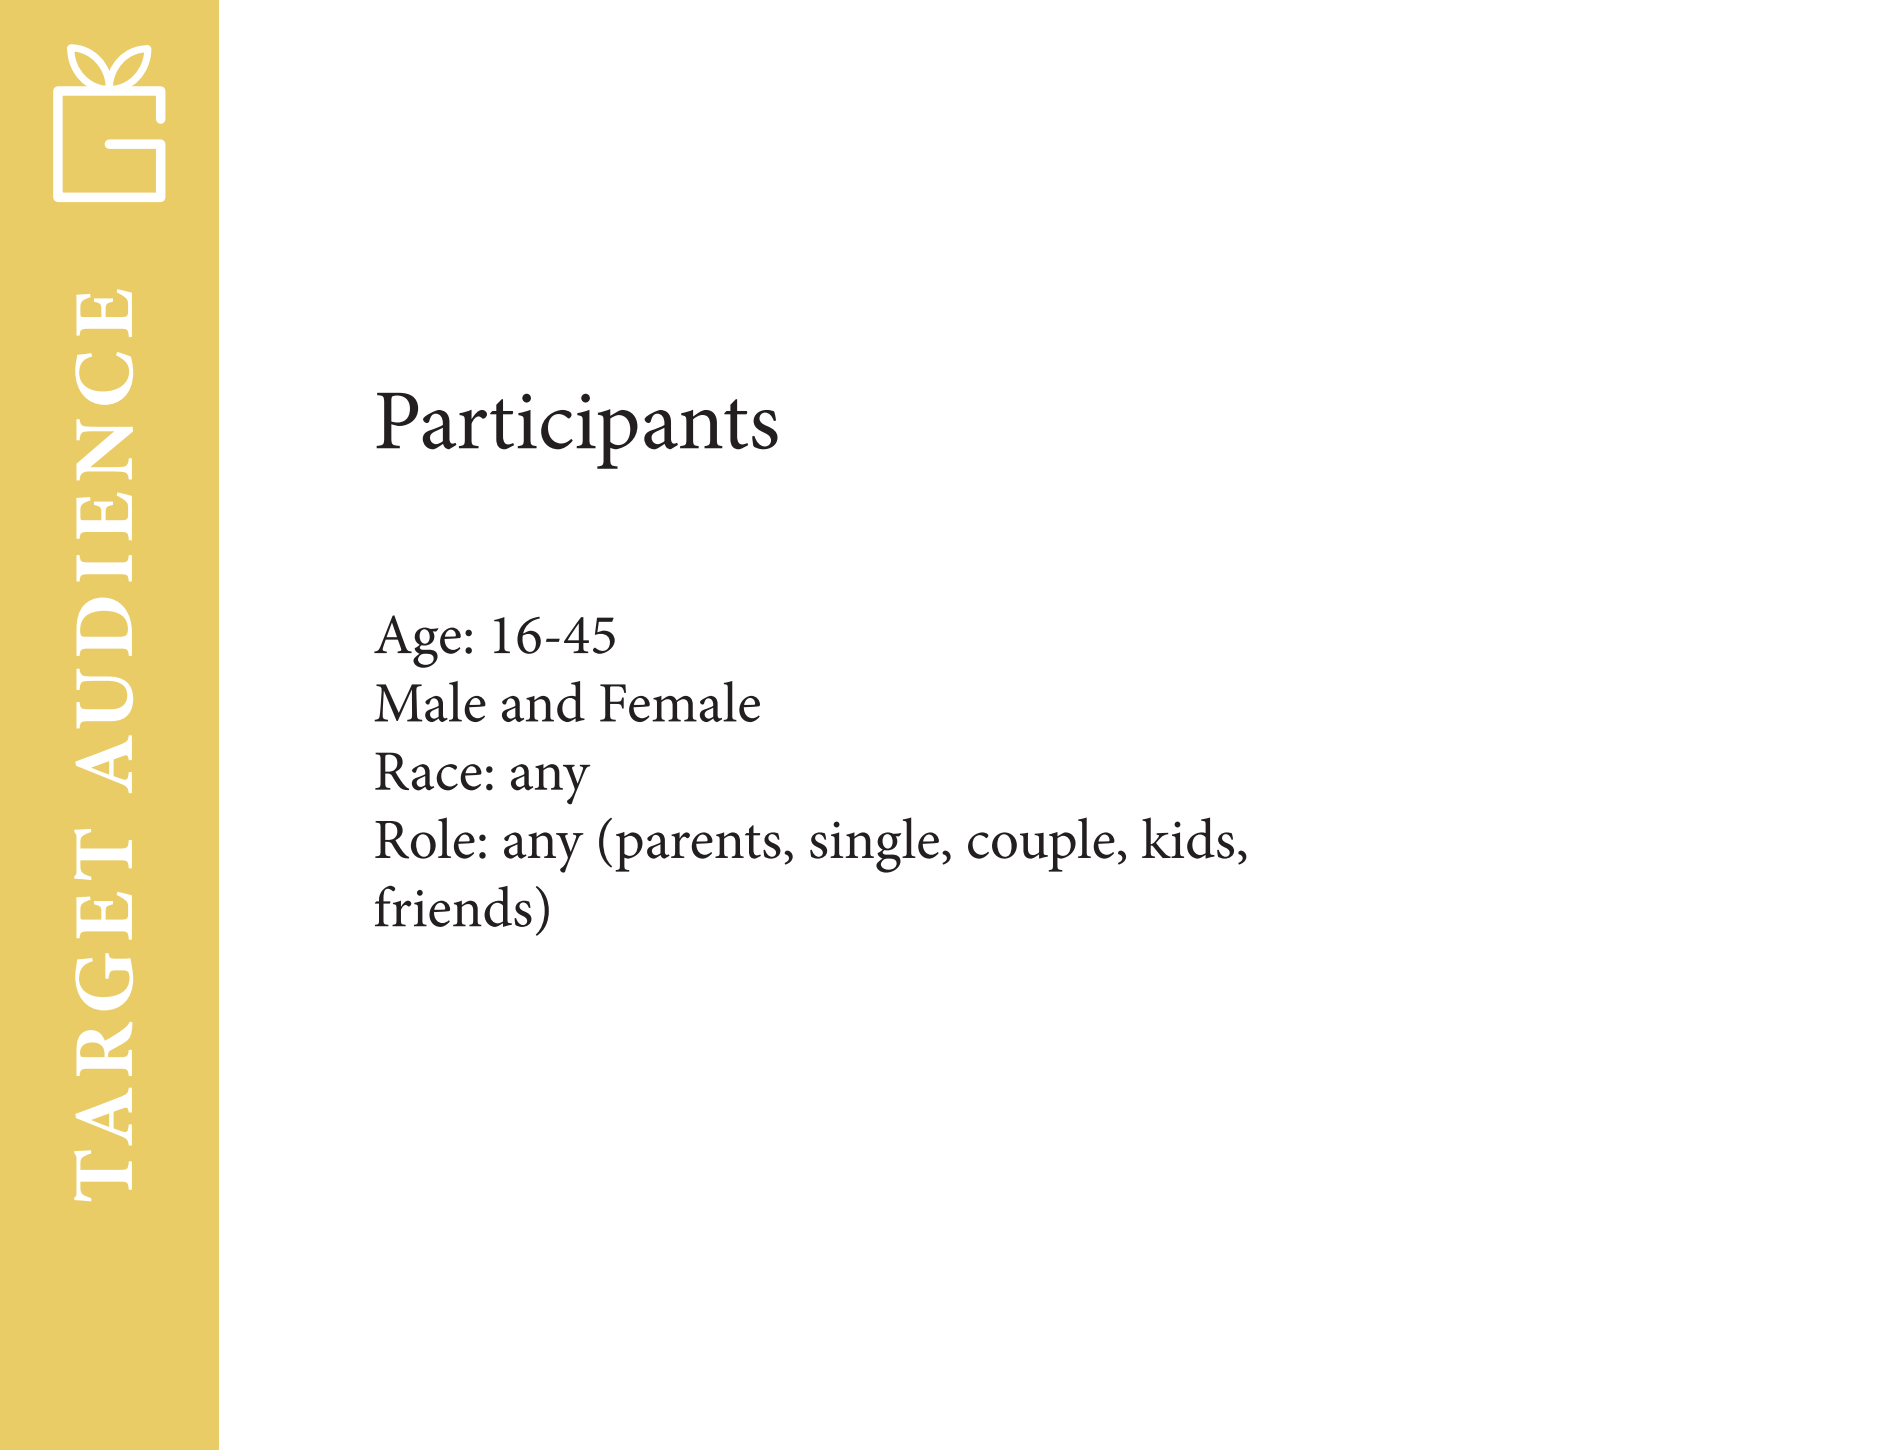 TARGET AUDIENCE
Participants
Age: 16-45
Male and Female
Race: any
Role: any (parents, single, couple, kids,
friends)